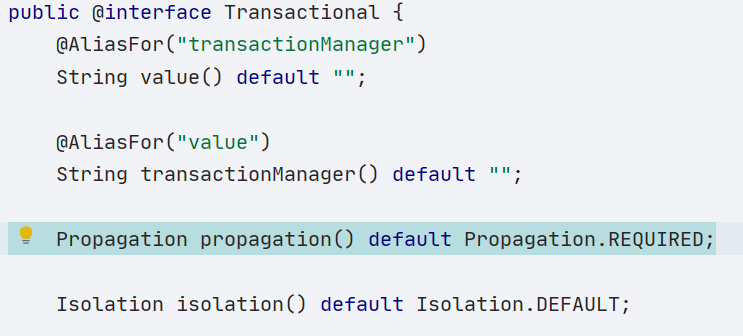 public @interface Transactional {
@AliasFor("transactionManager")
String value() default "";
@AliasFor("value")
String transactionManager() default "";
Propagation propagation() default Propagation.REQUIRED;
Isolation isolation() default Isolation.DEFAULT;